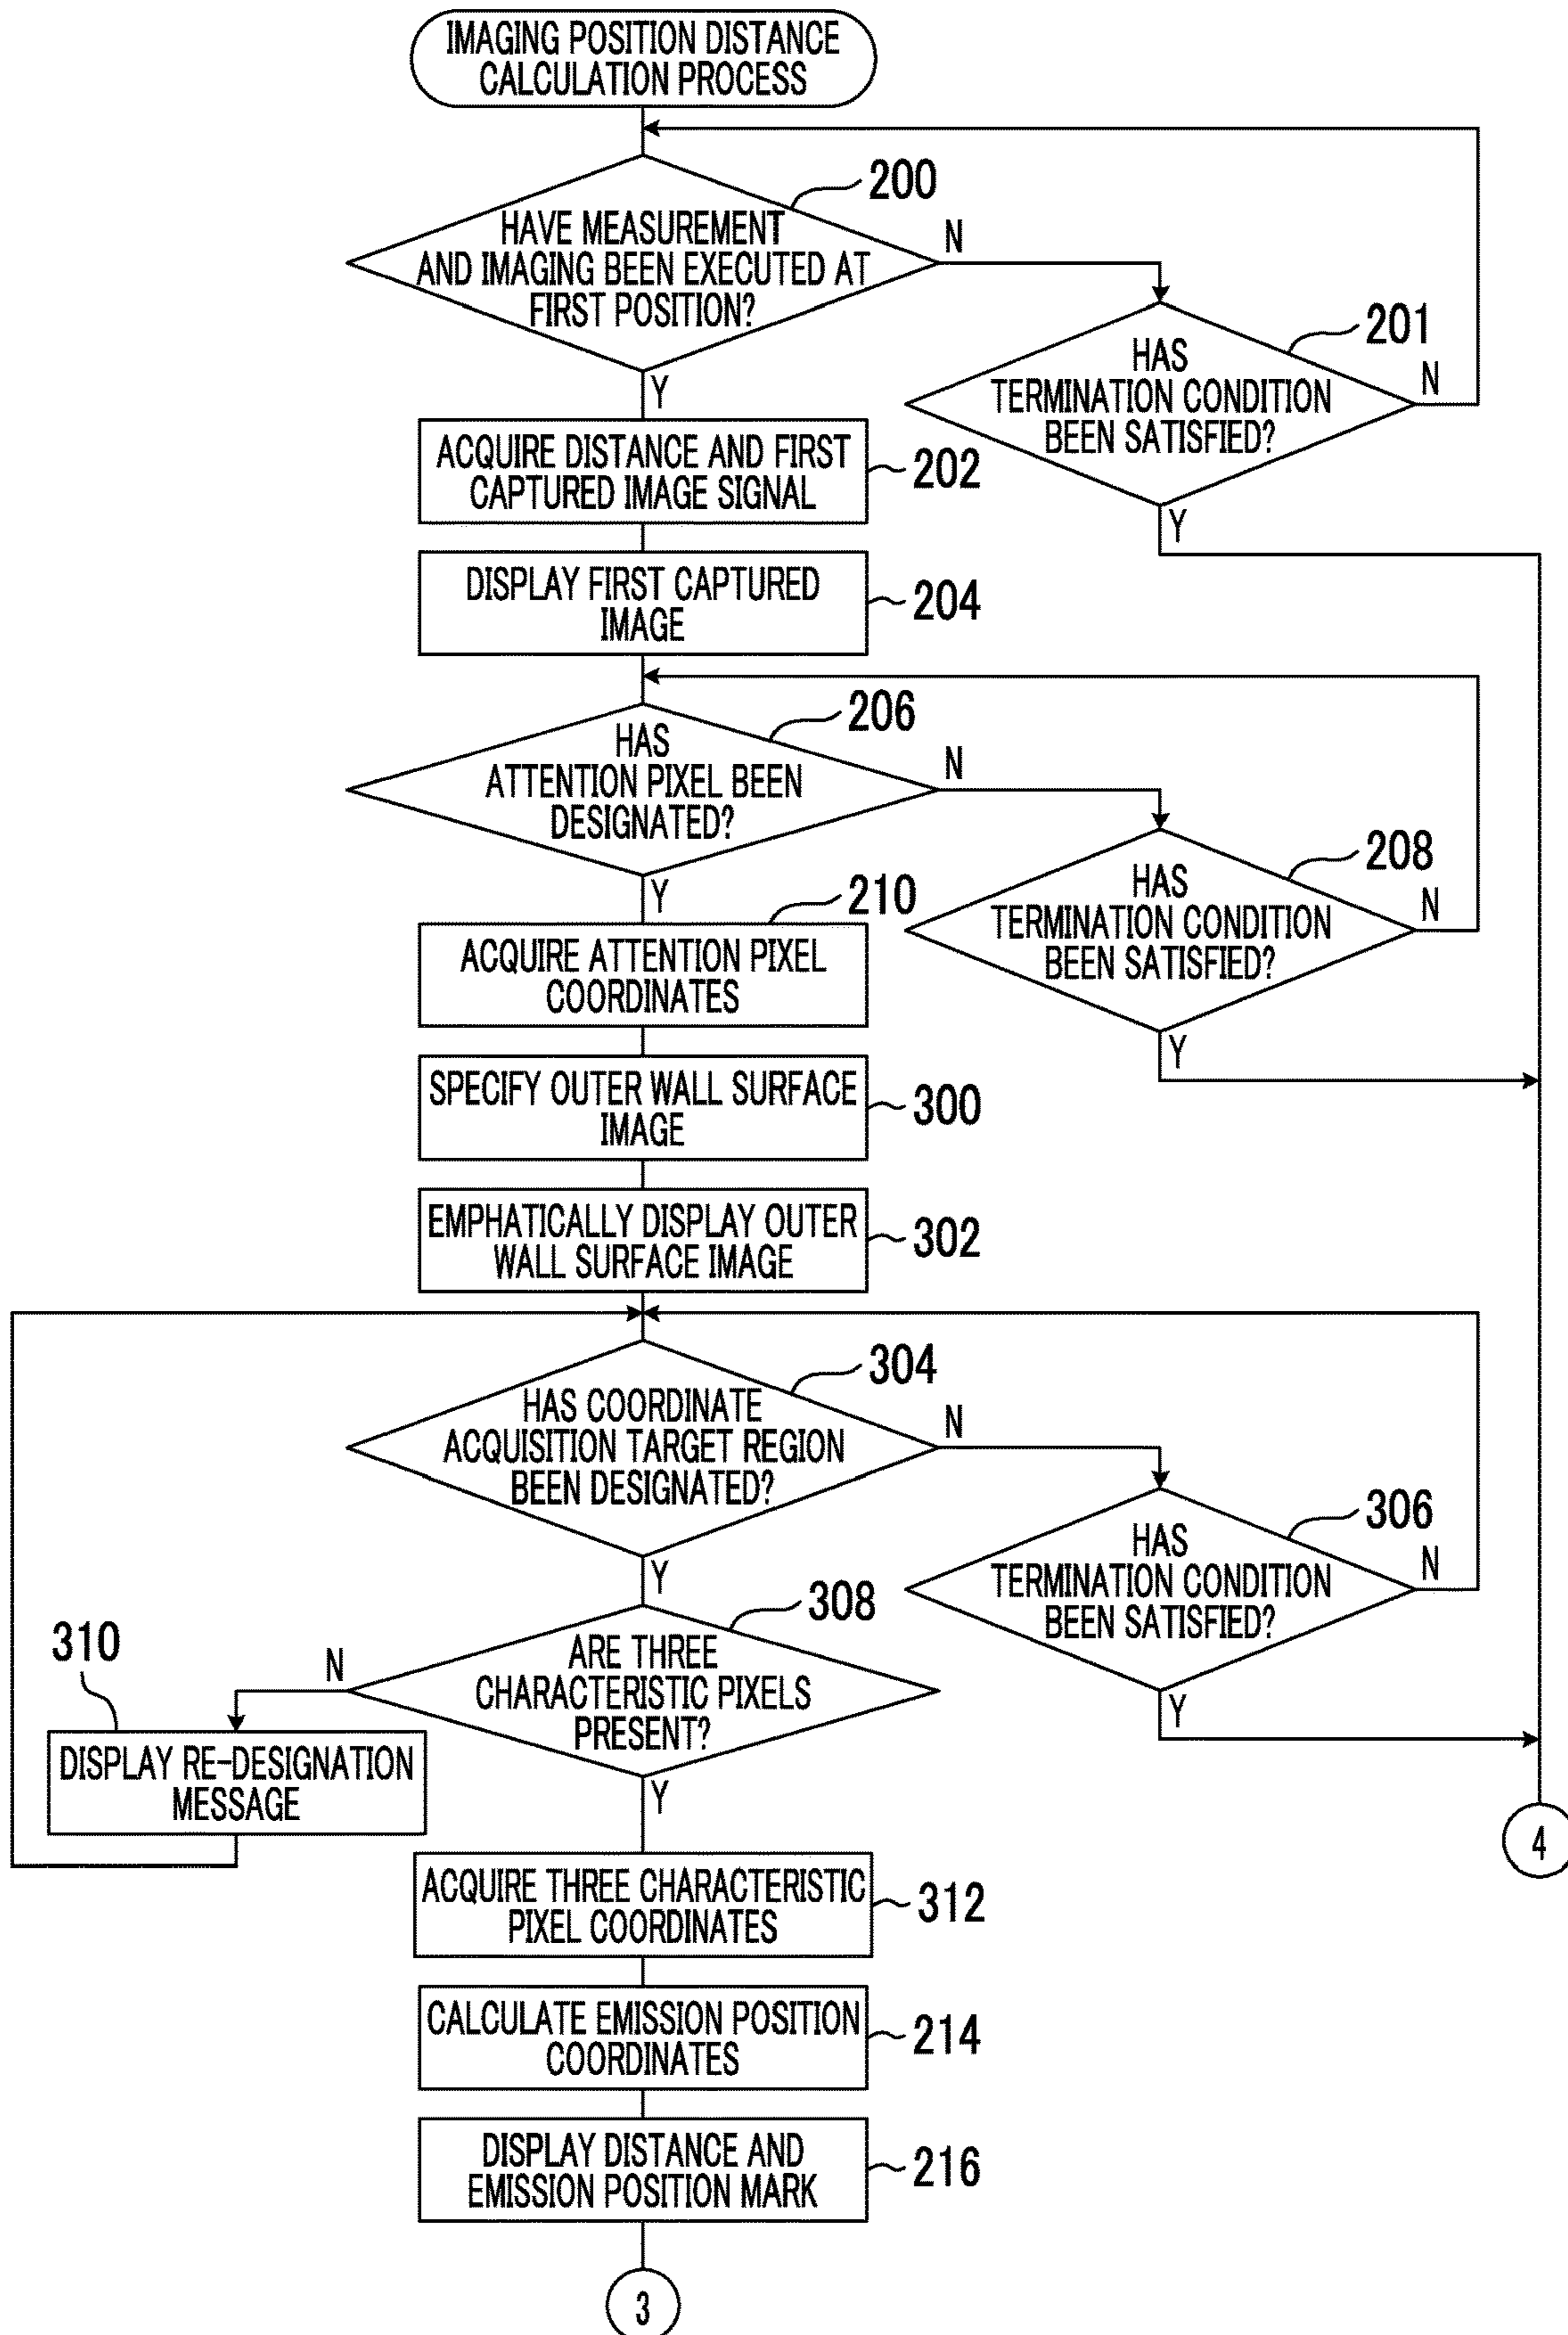 IMAGING POSITION DISTANCE
CALCULATION PROCESS
200
HAVE MEASUREMENT
AND IMAGING BEEN EXECUTED AT
FIRST POSITION?
N
Y
201
HAS
TERMINATION CONDITION
BEEN SATISFIED?
N
Y
ACQUIRE DISTANCE AND FIRST
CAPTURED IMAGE SIGNAL
202
DISPLAY FIRST CAPTURED
IMAGE
204
206
HAS
ATTENTION PIXEL BEEN
DESIGNATED?
N
Y
208
HAS
TERMINATION CONDITION
BEEN SATISFIED?
N
Y
210
ACQUIRE ATTENTION PIXEL
COORDINATES
SPECIFY OUTER WALL SURFACE
IMAGE
300
EMPHATICALLY DISPLAY OUTER
WALL SURFACE IMAGE
302
304
HAS COORDINATE
ACQUISITION TARGET REGION
BEEN DESIGNATED?
N
Y
306
HAS
TERMINATION CONDITION
BEEN SATISFIED?
N
Y
308
ARE THREE
CHARACTERISTIC PIXELS
PRESENT?
N
Y
310
DISPLAY RE-DESIGNATION
MESSAGE
4
ACQUIRE THREE CHARACTERISTIC
PIXEL COORDINATES
312
CALCULATE EMISSION POSITION
COORDINATES
214
DISPLAY DISTANCE AND
EMISSION POSITION MARK
216
3